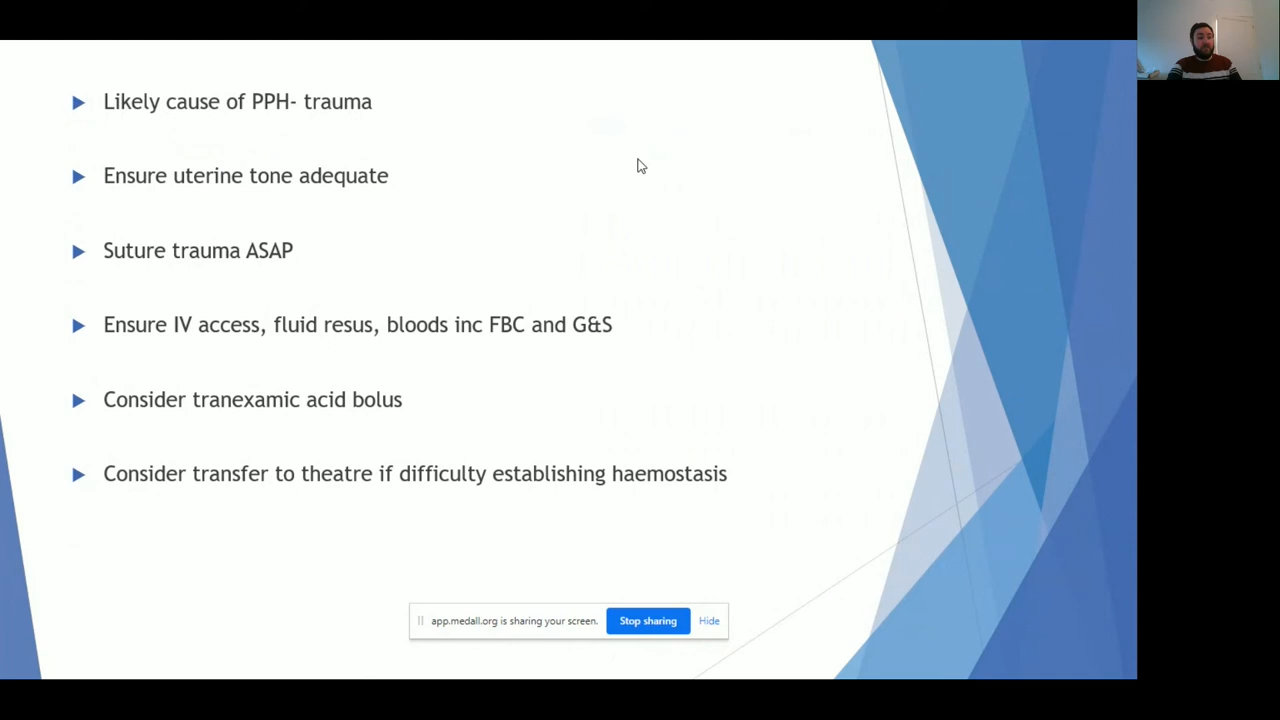 Likely cause of PPH- trauma
Ensure uterine tone adequate
Suture trauma ASAP
Ensure IV access, fluid resus, bloods inc FBC and G&S
Consider tranexamic acid bolus
Consider transfer to theatre if difficulty establishing haemostasis
app.medall.org is sharing your screen. Stop sharing Hide